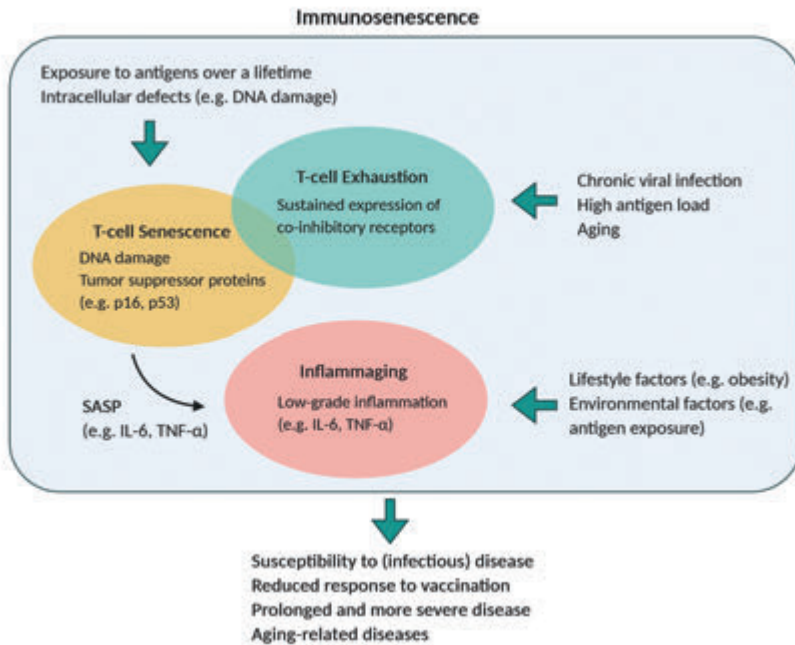 Immunosenescence
Exposure to antigens over a lifetime
Intracellular defects (e.g. DNA damage)
T-cell Exhaustion
Sustained expression of
co-inhibitory receptors
Chronic viral infection
High antigen load
Aging
T-cell Senescence
DNA damage
Tumor suppressor proteins
(e.g. p16, p53)
Inflammaging
Low-grade inflammation
(e.g. IL-6, TNF-α)
SASP
(e.g. IL-6, TNF-α)
Lifestyle factors (e.g. obesity)
Environmental factors (e.g.
antigen exposure)
Susceptibility to (infectious) disease
Reduced response to vaccination
Prolonged and more severe disease
Aging-related diseases